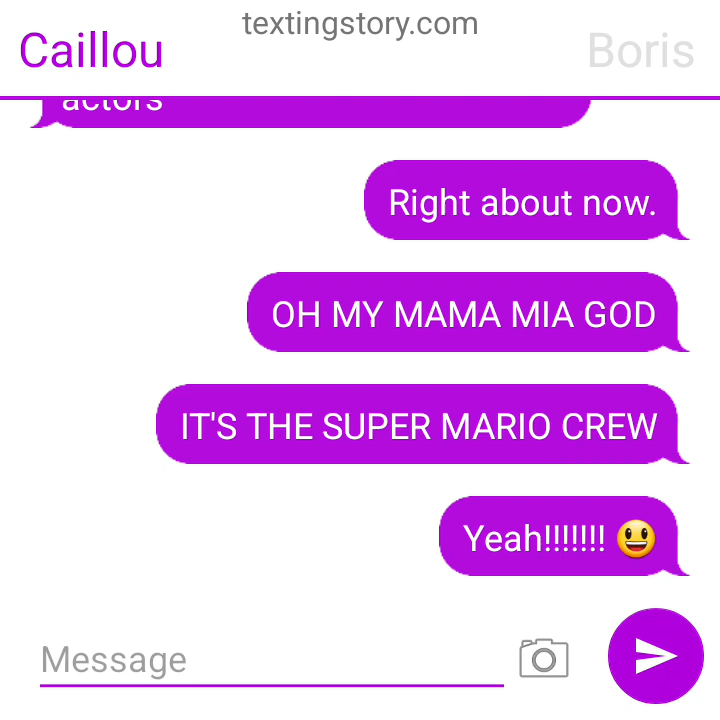 textingstory.com
Caillou
Boris
actors
Right about now.
OH MY MAMA MIA GOD
IT'S THE SUPER MARIO CREW
Yeah!!!!!!! 😃
Message